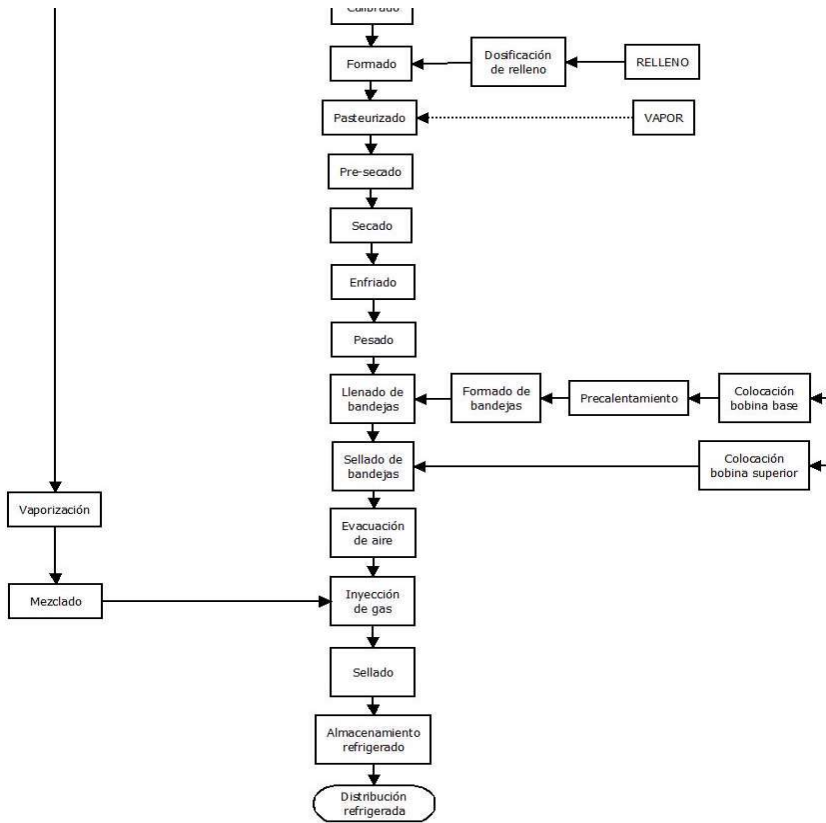 Calibrado
Formado
Dosificación
de relleno
RELLENO
Pasteurizado
VAPOR
Pre-secado
Secado
Enfriado
Pesado
Llenado de
bandejas
Formado de
bandejas
Precalentamiento
Colocación
bobina base
Sellado de
bandejas
Colocación
bobina superior
Vaporización
Evacuación
de aire
Mezclado
Inyección
de gas
Sellado
Almacenamiento
refrigerado
Distribución
refrigerada